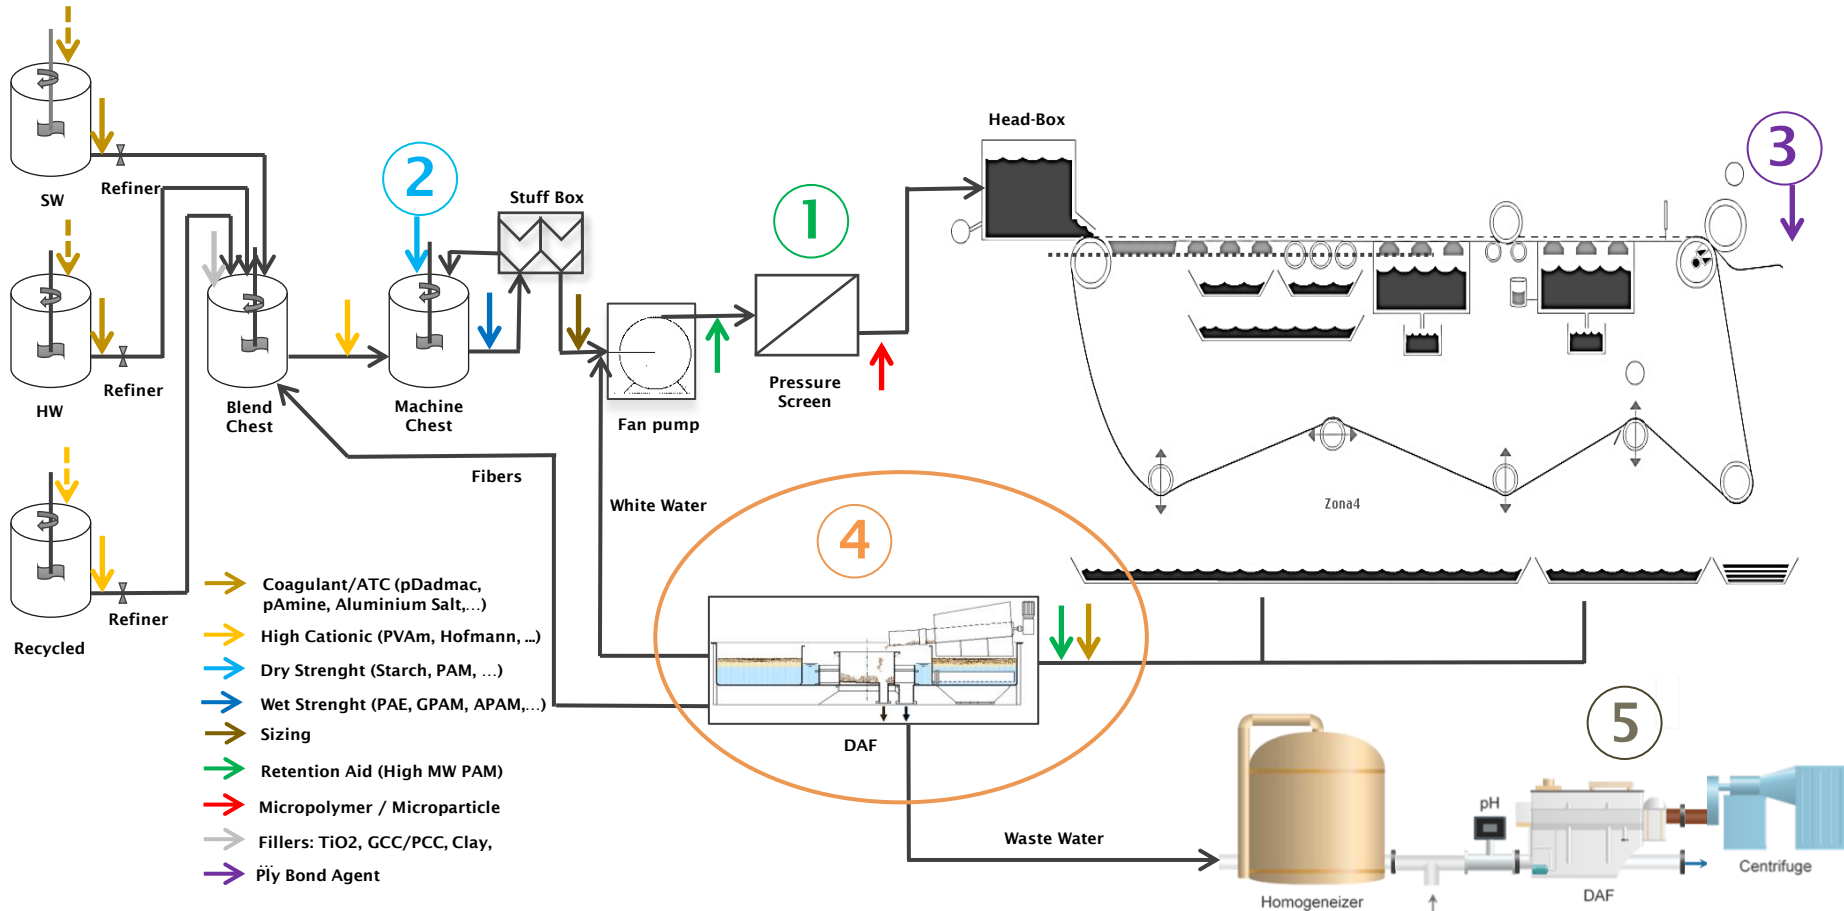 SW
Refiner
HW
Refiner
Recycled
Refiner
Blend
Chest
2
Machine
Chest
Stuff Box
Fan pump
1
Pressure
Screen
Head-Box
3
Zona4
Fibers
White Water
4
DAF
Waste Water
Coagulant/ATC (pDadmac,
pAmine, Aluminium Salt,...)
High Cationic (PVAm, Hofmann, ...)
Dry Strenght (Starch, PAM, ...)
Wet Strenght (PAE, GPAM, APAM,...)
Sizing
Retention Aid (High MW PAM)
Micropolymer / Microparticle
Fillers: TiO2, GCC/PCC, Clay,
...
Ply Bond Agent
5
pH
Homogeneizer
DAF
Centrifuge